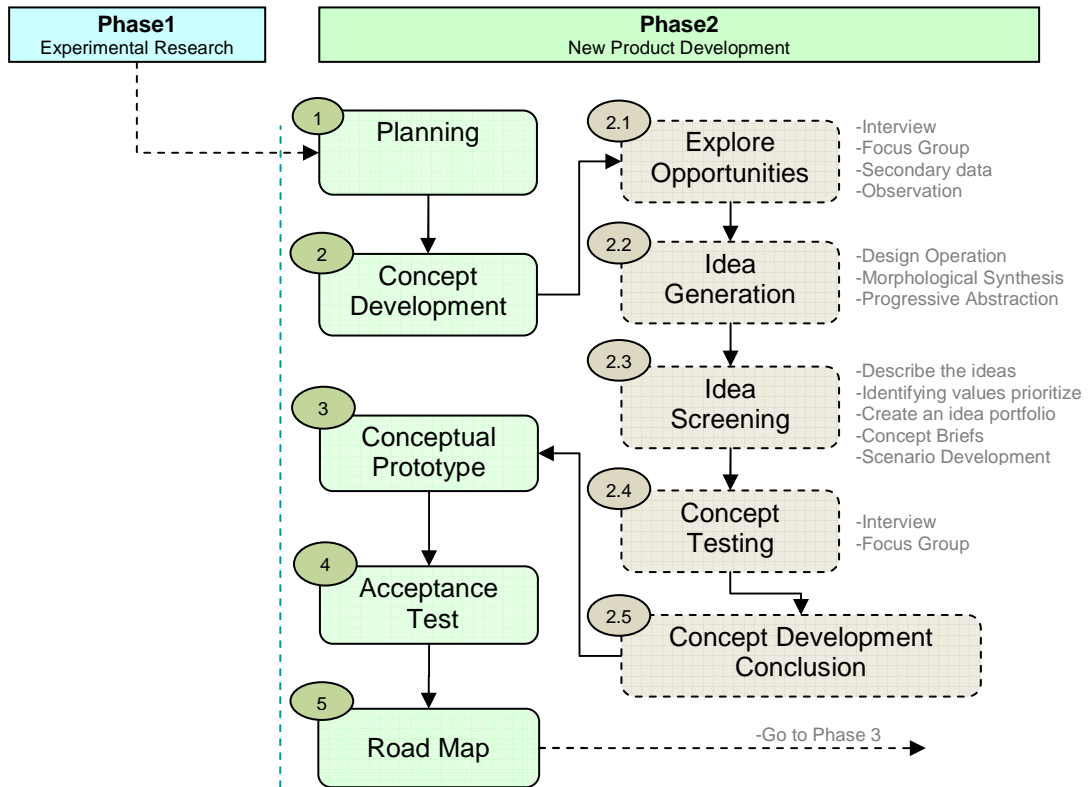 Phase1
Experimental Research
Phase2
New Product Development
1
Planning
2
Concept
Development
2.1
Explore
Opportunities
-Interview
-Focus Group
-Secondary data
-Observation
2.2
Idea
Generation
-Design Operation
-Morphological Synthesis
-Progressive Abstraction
2.3
Idea
Screening
-Describe the ideas
-Identifying values prioritize
-Create an idea portfolio
-Concept Briefs
-Scenario Development
2.4
Concept
Testing
-Interview
-Focus Group
2.5
Concept Development
Conclusion
3
Conceptual
Prototype
4
Acceptance
Test
5
Road Map
-Go to Phase 3